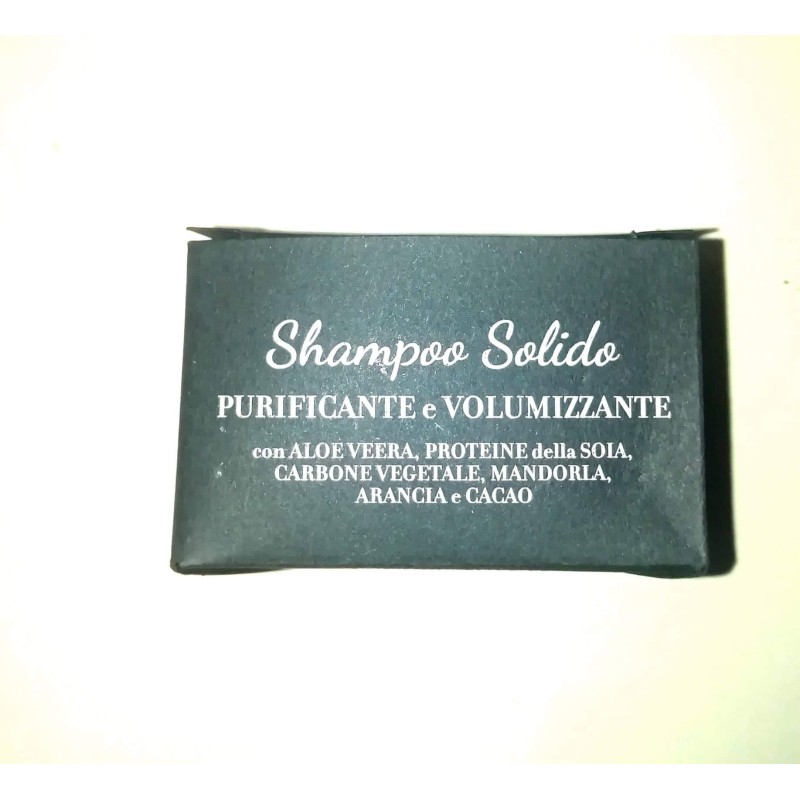 Shampoo Solido
PURIFICANTE e VOLUMIZZANTE
con ALOE VEERA, PROTEINE della SOIA,
CARBONE VEGETALE, MANDORLA,
ARANCIA e CACAO